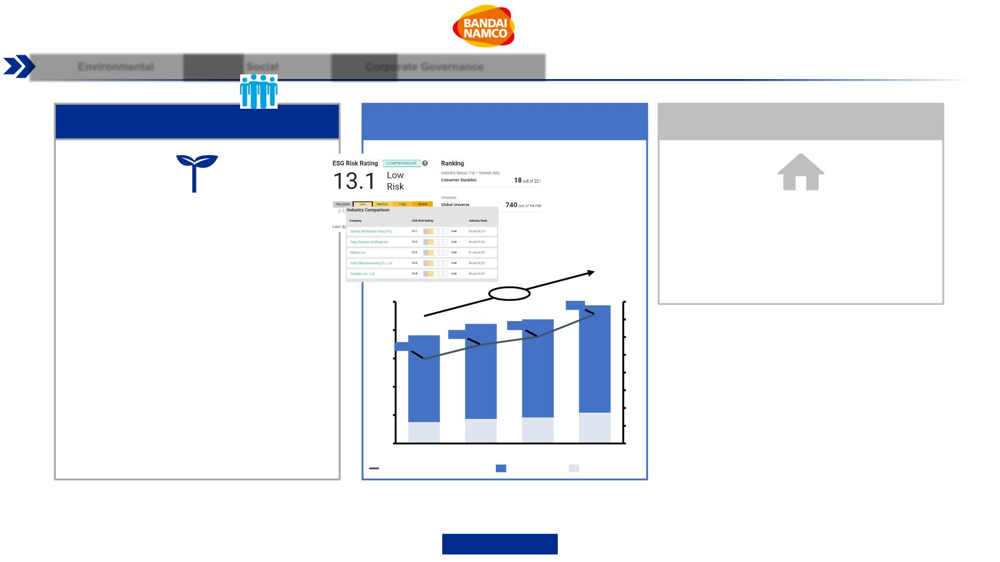 BANDAI
NAMCO
Environmental
Social
Corporate Governance
ESG Risk Rating
COMPREHENSIVE
?
13.1
Low
Risk
Negligible
Low
Medium
High
Severe
0-10
Last Up
Ranking
Industry Group (1st = lowest risk)
Consumer Durables
18 out of 221
Universe
Global Universe
740 out of 14758
Industry Comparison
Company ESG Risk Rating Industry Rank
Games Workshop Group PLC 13.1 Low 18 out of 221
Sega Sammy Holdings Inc 14.2 Low 28 out of 221
Mattel, Inc. 15.5 Low 51 out of 221
Giant Manufacturing Co., Ltd. 15.6 Low 54 out of 221
Ourpalm Co., Ltd. 16.8 Low 78 out of 221